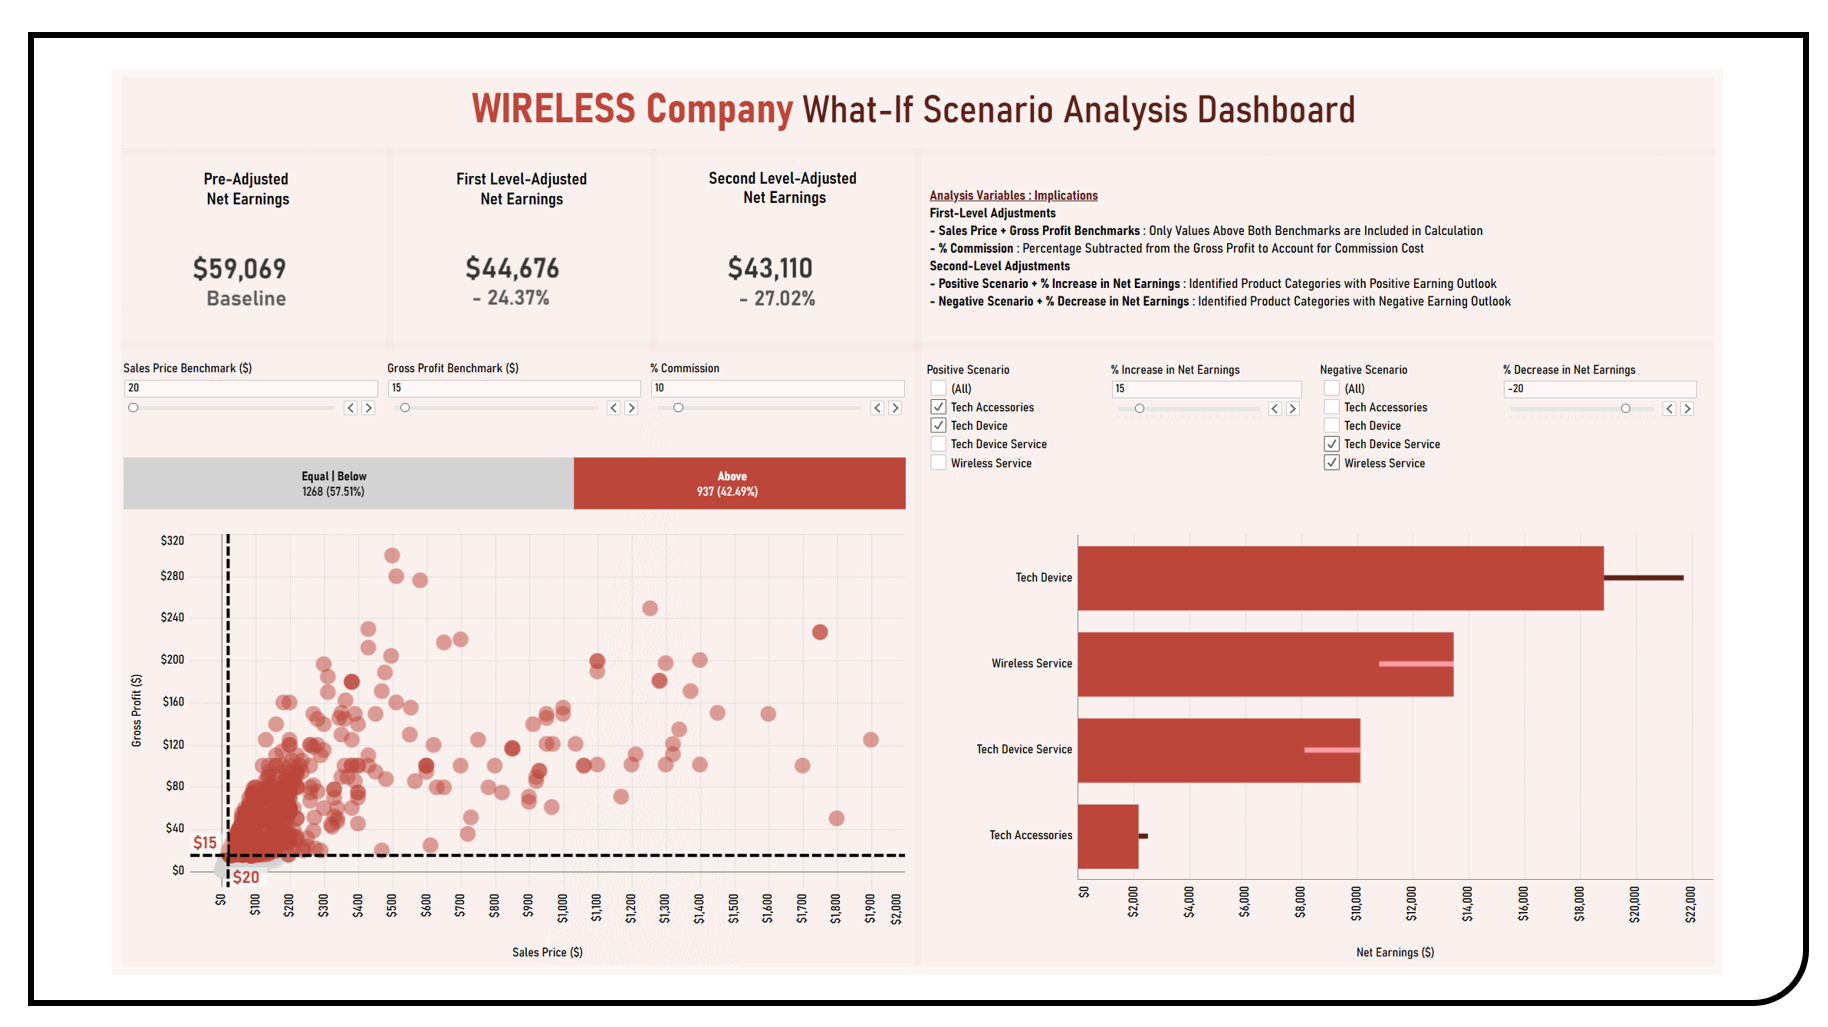 WIRELESS Company What-If Scenario Analysis Dashboard
Pre-Adjusted
Net Earnings
$59,069
Baseline
First Level-Adjusted
Net Earnings
$44,676
- 24.37%
Second Level-Adjusted
Net Earnings
$43,110
- 27.02%
Analysis Variables : Implications
First-Level Adjustments
- Sales Price + Gross Profit Benchmarks : Only Values Above Both Benchmarks are Included in Calculation
- % Commission : Percentage Subtracted from the Gross Profit to Account for Commission Cost
Second-Level Adjustments
- Positive Scenario + % Increase in Net Earnings : Identified Product Categories with Positive Earning Outlook
- Negative Scenario + % Decrease in Net Earnings : Identified Product Categories with Negative Earning Outlook
Sales Price Benchmark ($)
20
Gross Profit Benchmark ($)
15
% Commission
10
Positive Scenario
(All)
Tech Accessories
Tech Device
Tech Device Service
Wireless Service
% Increase in Net Earnings
15
Negative Scenario
(All)
Tech Accessories
Tech Device
Tech Device Service
Wireless Service
% Decrease in Net Earnings
-20
Equal | Below
1268 (57.51%)
Above
937 (42.49%)
Gross Profit ($)
$320
$280
$240
$200
$160
$120
$80
$40
$0
$15
$20
$0
$100
$200
$300
$400
$500
$600
$700
$800
$900
$1,000
$1,100
$1,200
$1,300
$1,400
$1,500
$1,600
$1,700
$1,800
$1,900
$2,000
Sales Price ($)
Tech Device
Wireless Service
Tech Device Service
Tech Accessories
$0
$2,000
$4,000
$6,000
$8,000
$10,000
$12,000
$14,000
$16,000
$18,000
$20,000
$22,000
Net Earnings ($)